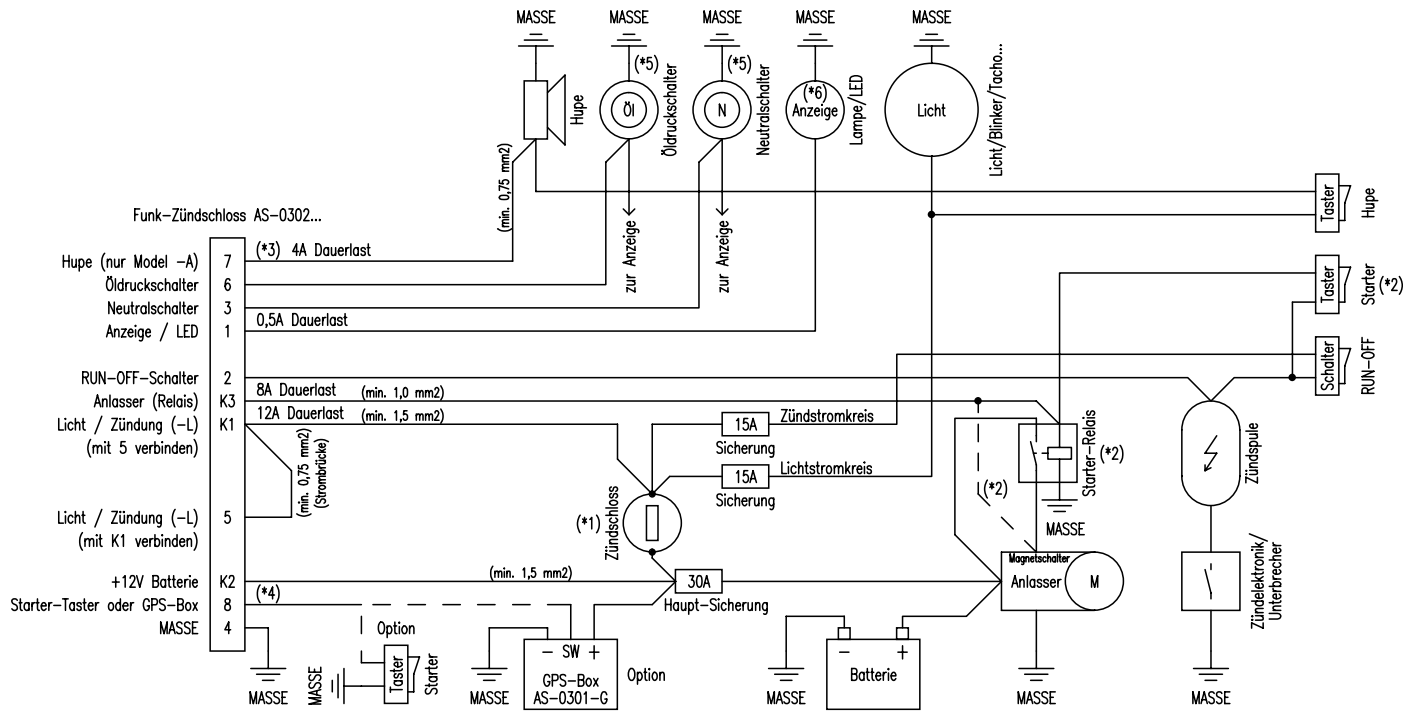 MASSE
MASSE
MASSE
MASSE
MASSE
(*5)
(*5)
Öl
N
(*6)
Anzeige
Licht
Hupe
Öldruckschalter
Neutralschalter
Lampe/LED
Licht/Blinker/Tacho...
(min. 0,75 mm2)
Taster
Hupe
Funk-Zündschloss AS-0302...
zur Anzeige
zur Anzeige
Hupe (nur Model -A)
7
(*3) 4A Dauerlast
Öldruckschalter
6
Neutralschalter
3
Anzeige / LED
1
0,5A Dauerlast
Taster
Starter
(*2)
RUN-OFF-Schalter
2
Schalter
RUN-OFF
Anlasser (Relais)
K3
8A Dauerlast
(min. 1,0 mm2)
Licht / Zündung (-L)
K1
12A Dauerlast
(min. 1,5 mm2)
(mit 5 verbinden)
15A
Zündstromkreis
Sicherung
15A
Lichtstromkreis
Sicherung
(min. 0,75 mm2)
(Strombrücke)
(*2)
Starter-Relais
(*2)
MASSE
Zündspule
Licht / Zündung (-L)
5
(mit K1 verbinden)
(*1)
Zündschloss
+12V Batterie
K2
(min. 1,5 mm2)
30A
Haupt-Sicherung
Magnetschalter
Anlasser
M
Zündelektronik/
Unterbrecher
Starter-Taster oder GPS-Box
8
(*4)
MASSE
4
Option
Taster
Starter
MASSE
MASSE
MASSE
- SW +
GPS-Box
AS-0301-G
Option
MASSE
- +
Batterie
MASSE
MASSE